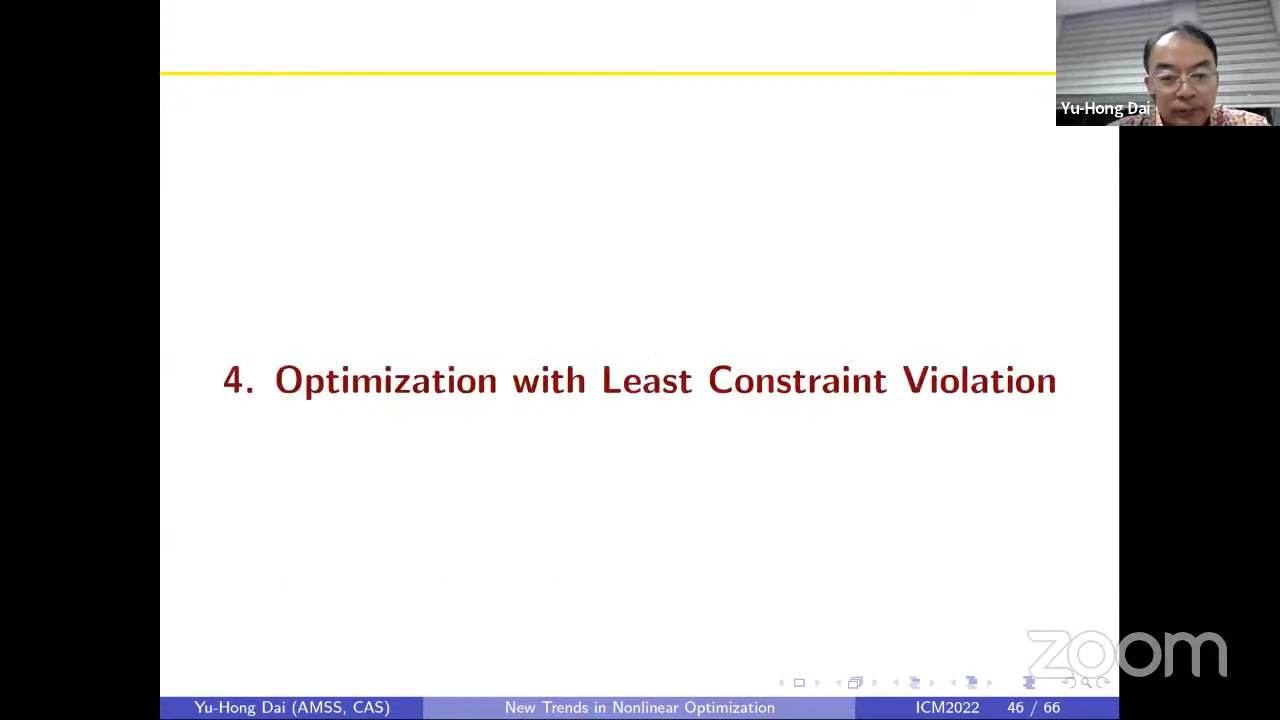 Yu-Hong Dai
4. Optimization with Least Constraint Violation
zoom
Yu-Hong Dai (AMSS, CAS) New Trends in Nonlinear Optimization ICM2022 46 / 66